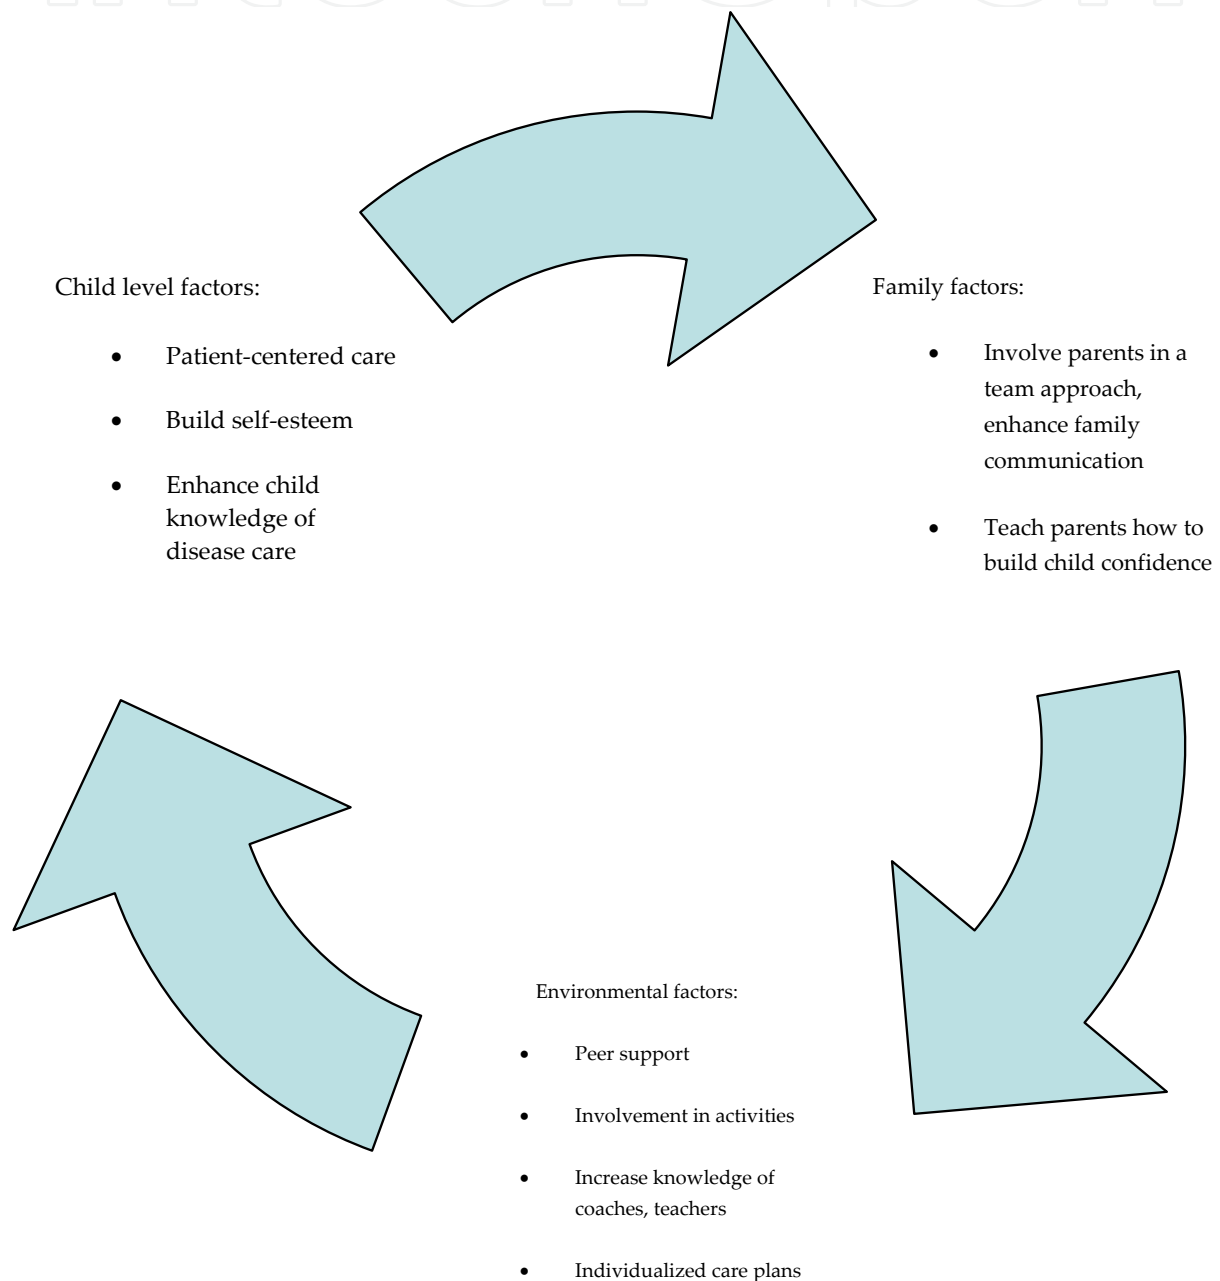 Child level factors:
• Patient-centered care
• Build self-esteem
• Enhance child
knowledge of
disease care
Family factors:
• Involve parents in a
team approach,
enhance family
communication
• Teach parents how to
build child confidence
Environmental factors:
• Peer support
• Involvement in activities
• Increase knowledge of
coaches, teachers
• Individualized care plans